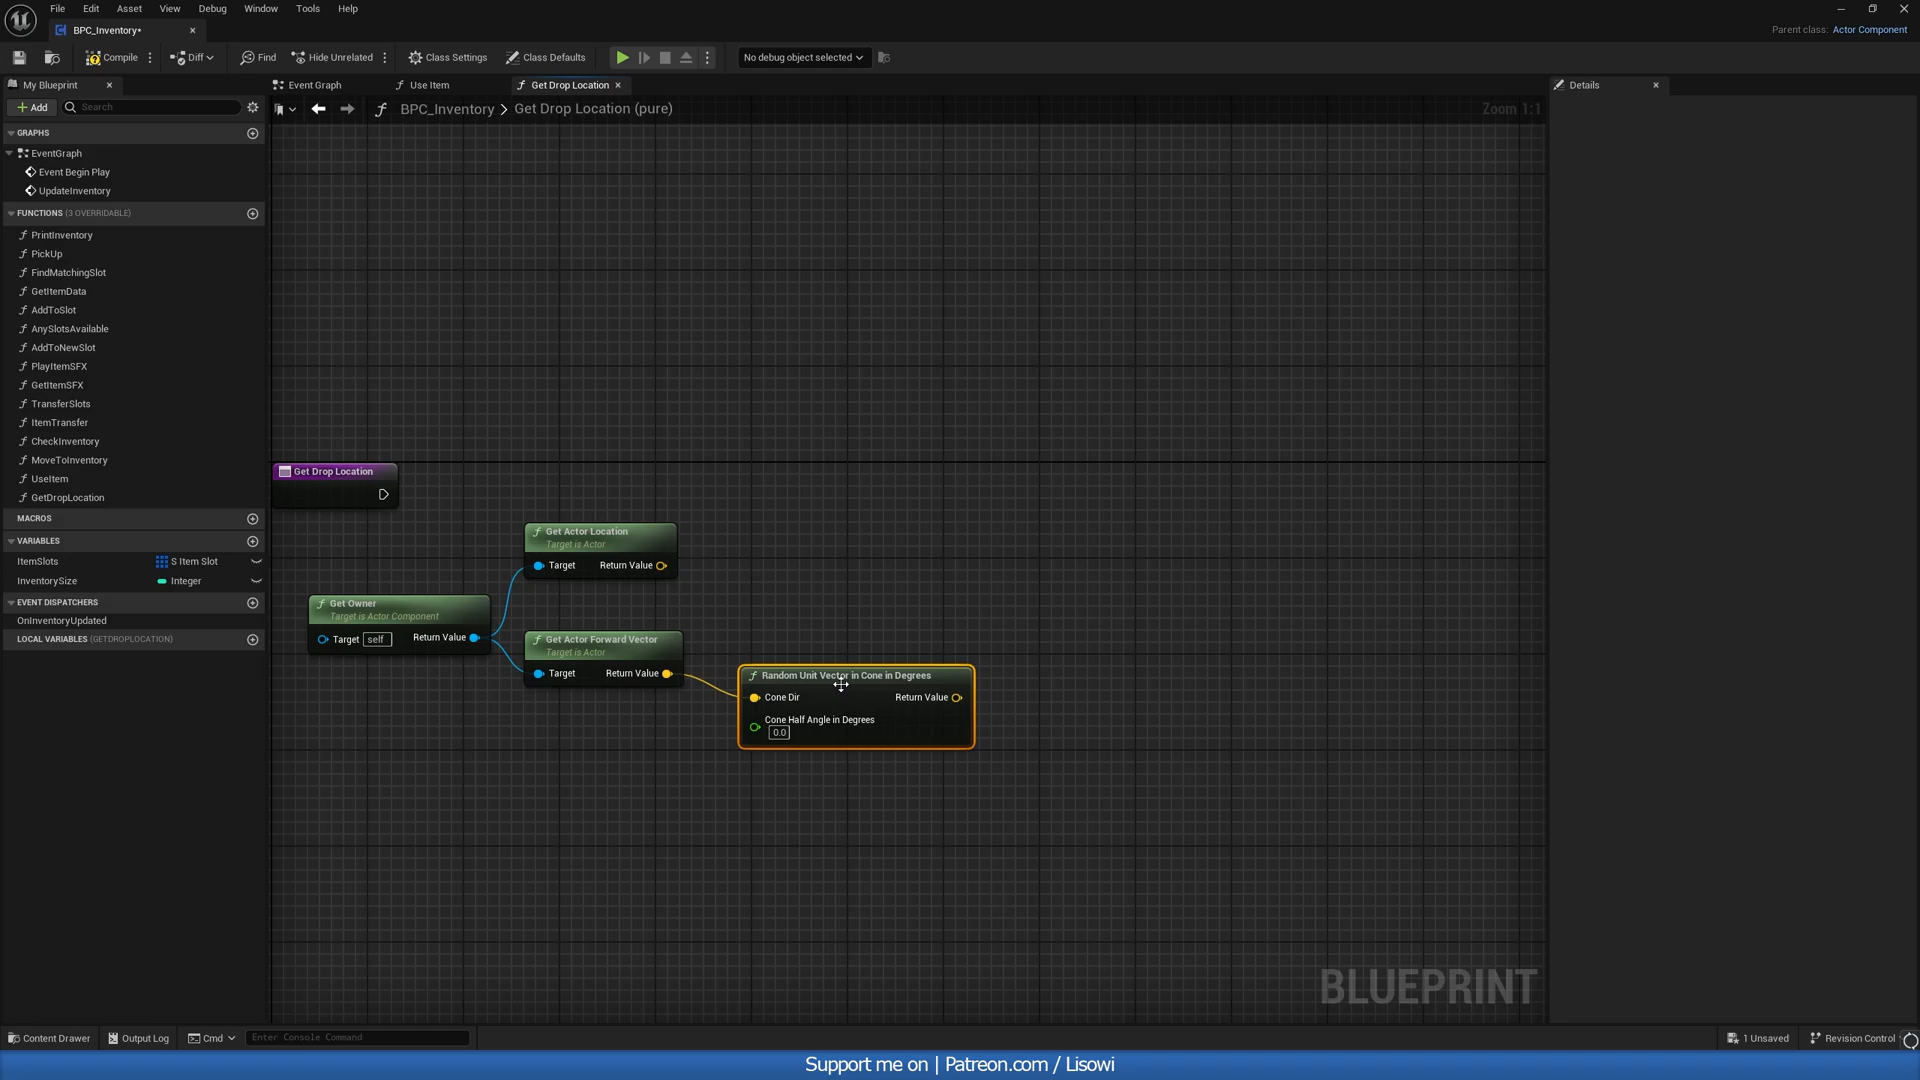 File Edit Asset View Debug Window Tools Help
BPC_Inventory*
Parent class: Actor Component
Compile Diff Find Hide Unrelated Class Settings Class Defaults No debug object selected
My Blueprint
Event Graph Use Item Get Drop Location
Details
Add Search
BPC_Inventory > Get Drop Location (pure)
Zoom 1:1
GRAPHS
EventGraph
Event Begin Play
UpdateInventory
FUNCTIONS (3 OVERRIDABLE)
PrintInventory
PickUp
FindMatchingSlot
GetItemData
AddToSlot
AnySlotsAvailable
AddToNewSlot
PlayItemSFX
GetItemSFX
TransferSlots
ItemTransfer
CheckInventory
MoveToInventory
UseItem
GetDropLocation
MACROS
VARIABLES
ItemSlots S Item Slot
InventorySize Integer
EVENT DISPATCHERS
OnInventoryUpdated
LOCAL VARIABLES (GETDROPLOCATION)
Get Drop Location
Get Actor Location
Target is Actor
Target Return Value
Get Owner
Target is Actor Component
Target self Return Value
Get Actor Forward Vector
Target is Actor
Target Return Value
Random Unit Vector in Cone in Degrees
Cone Dir Return Value
Cone Half Angle in Degrees
0.0
BLUEPRINT
Content Drawer Output Log Cmd Enter Console Command
1 Unsaved Revision Control
Support me on | Patreon.com / Lisowi